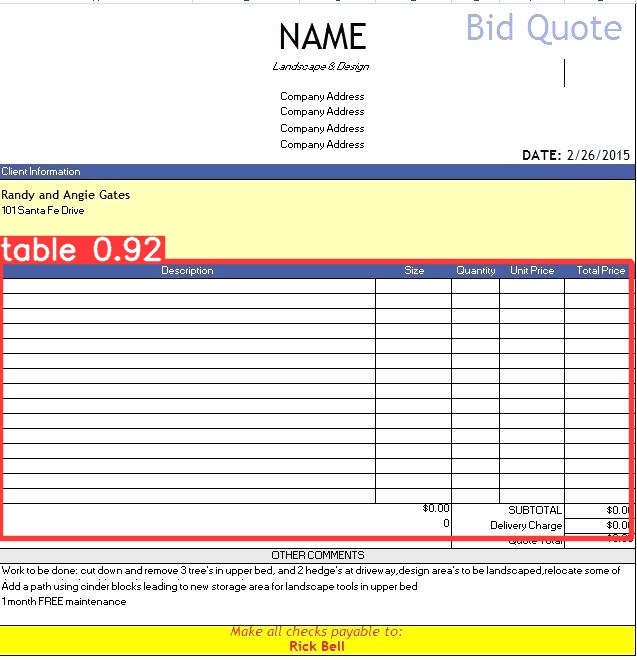 Bid Quote
NAME
Landscape & Design
Company Address
Company Address
Company Address
Company Address
DATE: 2/26/2015
Client Information
Randy and Angie Gates
101 Santa Fe Drive
table 0.92
Description Size Quantity Unit Price Total Price
$0.00 SUBTOTAL $0.00
0 Delivery Charge $0.00
Quote Total
OTHER COMMENTS
Work to be done: cut down and remove 3 tree's in upper bed, and 2 hedge's at driveway,design area's to be landscaped,relocate some of
Add a path using cinder blocks leading to new storage area for landscape tools in upper bed
1 month FREE maintenance
Make all checks payable to:
Rick Bell